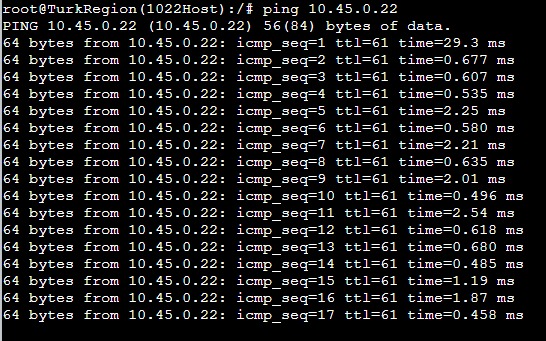 root@TurkRegion(1022Host):/# ping 10.45.0.22
PING 10.45.0.22 (10.45.0.22) 56(84) bytes of data.
64 bytes from 10.45.0.22: icmp_seq=1 ttl=61 time=29.3 ms
64 bytes from 10.45.0.22: icmp_seq=2 ttl=61 time=0.677 ms
64 bytes from 10.45.0.22: icmp_seq=3 ttl=61 time=0.607 ms
64 bytes from 10.45.0.22: icmp_seq=4 ttl=61 time=0.535 ms
64 bytes from 10.45.0.22: icmp_seq=5 ttl=61 time=2.25 ms
64 bytes from 10.45.0.22: icmp_seq=6 ttl=61 time=0.580 ms
64 bytes from 10.45.0.22: icmp_seq=7 ttl=61 time=2.21 ms
64 bytes from 10.45.0.22: icmp_seq=8 ttl=61 time=0.635 ms
64 bytes from 10.45.0.22: icmp_seq=9 ttl=61 time=2.01 ms
64 bytes from 10.45.0.22: icmp_seq=10 ttl=61 time=0.496 ms
64 bytes from 10.45.0.22: icmp_seq=11 ttl=61 time=2.54 ms
64 bytes from 10.45.0.22: icmp_seq=12 ttl=61 time=0.618 ms
64 bytes from 10.45.0.22: icmp_seq=13 ttl=61 time=0.680 ms
64 bytes from 10.45.0.22: icmp_seq=14 ttl=61 time=0.485 ms
64 bytes from 10.45.0.22: icmp_seq=15 ttl=61 time=1.19 ms
64 bytes from 10.45.0.22: icmp_seq=16 ttl=61 time=1.87 ms
64 bytes from 10.45.0.22: icmp_seq=17 ttl=61 time=0.458 ms